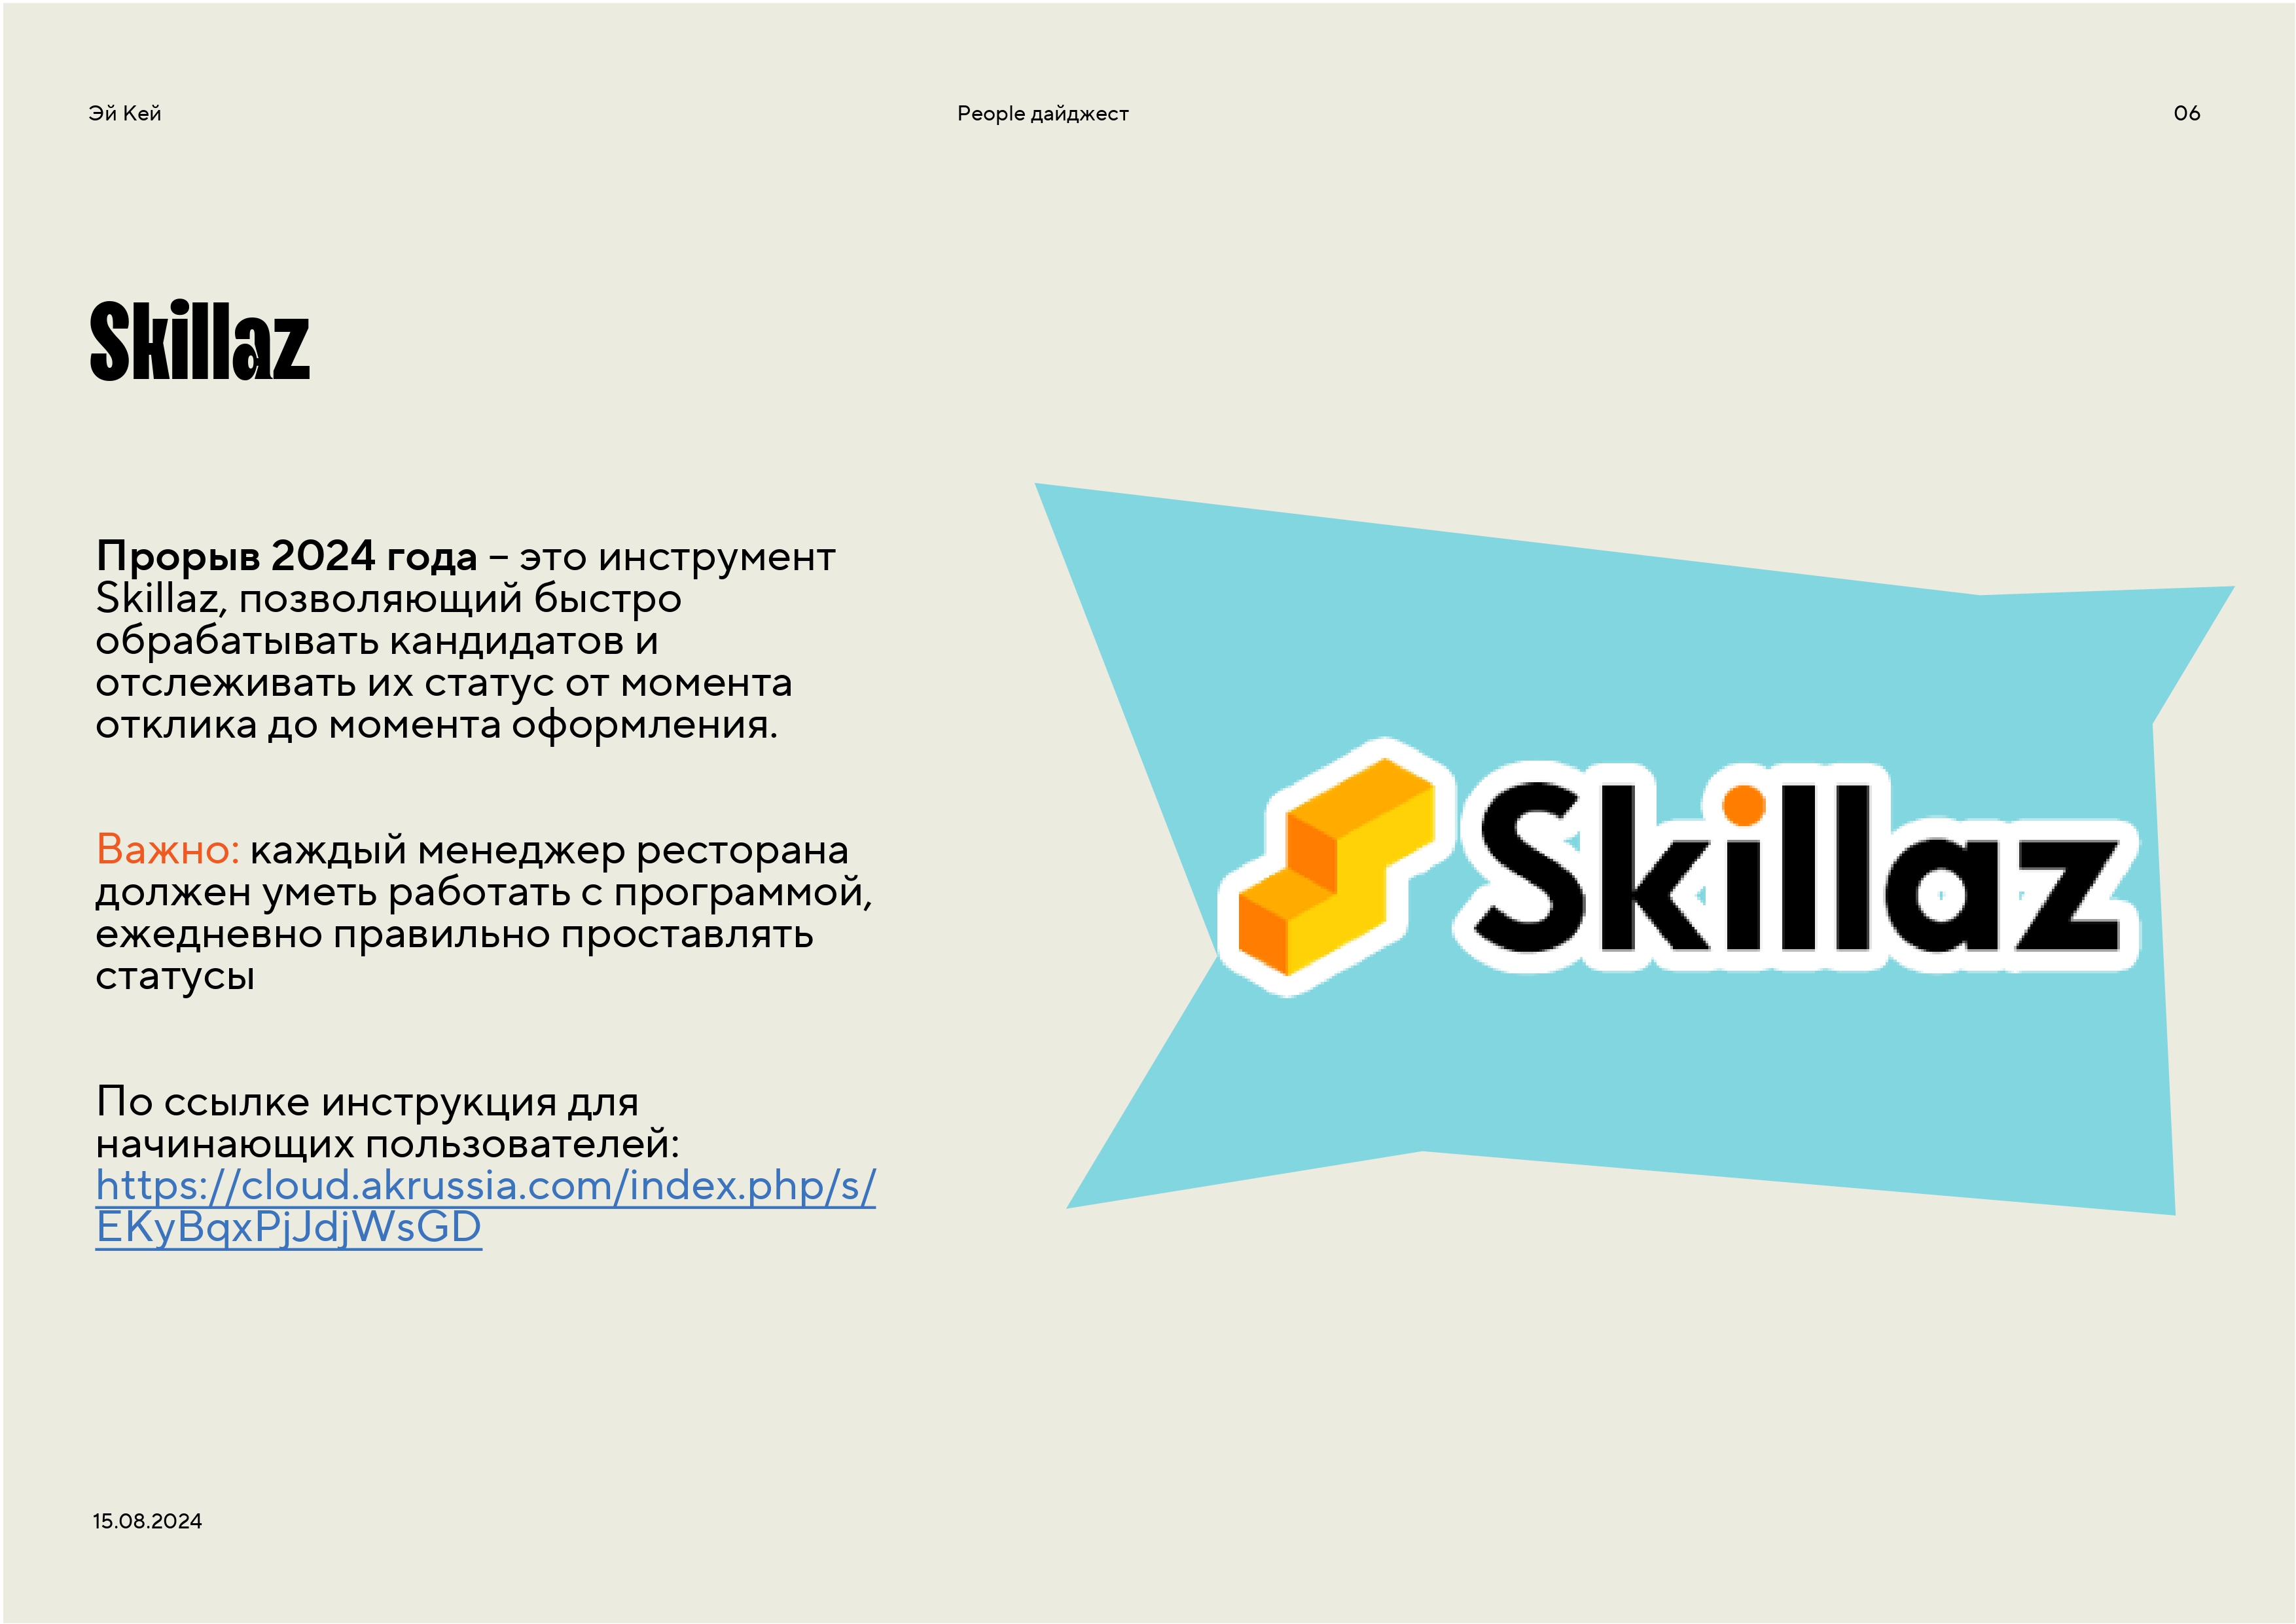 Эй Кей
People дайджест
06
Skillaz
Прорыв 2024 года – это инструмент
Skillaz, позволяющий быстро
обрабатывать кандидатов и
отслеживать их статус от момента
отклика до момента оформления.
Важно: каждый менеджер ресторана
должен уметь работать с программой,
ежедневно правильно проставлять
статусы
По ссылке инструкция для
начинающих пользователей:
https://cloud.akrussia.com/index.php/s/
EKyBqxPjJdjWsGD
Skillaz
15.08.2024